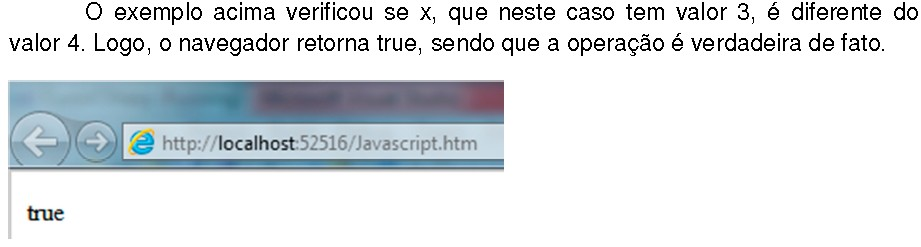 O exemplo acima verificou se x, que neste caso tem valor 3, é diferente do
valor 4. Logo, o navegador retorna true, sendo que a operação é verdadeira de fato.
http://localhost:52516/Javascript.htm
true